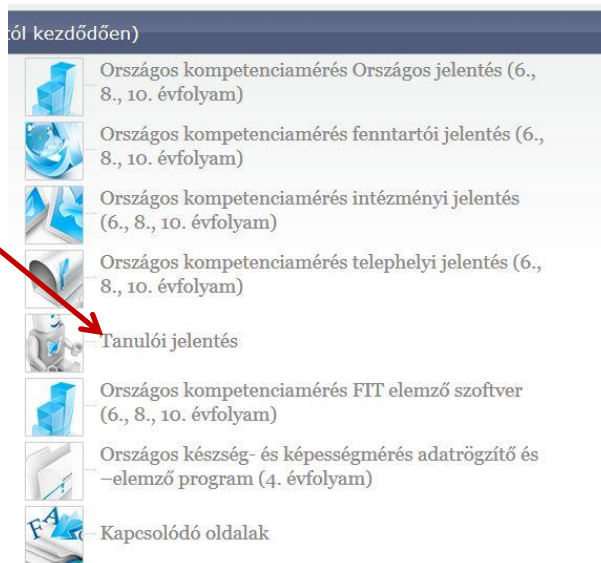 tól kezdődően)
Országos kompetenciamérés Országos jelentés (6.,
8., 10. évfolyam)
Országos kompetenciamérés fenntartói jelentés (6.,
8., 10. évfolyam)
Országos kompetenciamérés intézményi jelentés
(6., 8., 10. évfolyam)
Országos kompetenciamérés telephelyi jelentés (6.,
8., 10. évfolyam)
Tanulói jelentés
Országos kompetenciamérés FIT elemző szoftver
(6., 8., 10. évfolyam)
Országos készség- és képességmérés adatrögzítő és
–elemző program (4. évfolyam)
FA
Kapcsolódó oldalak